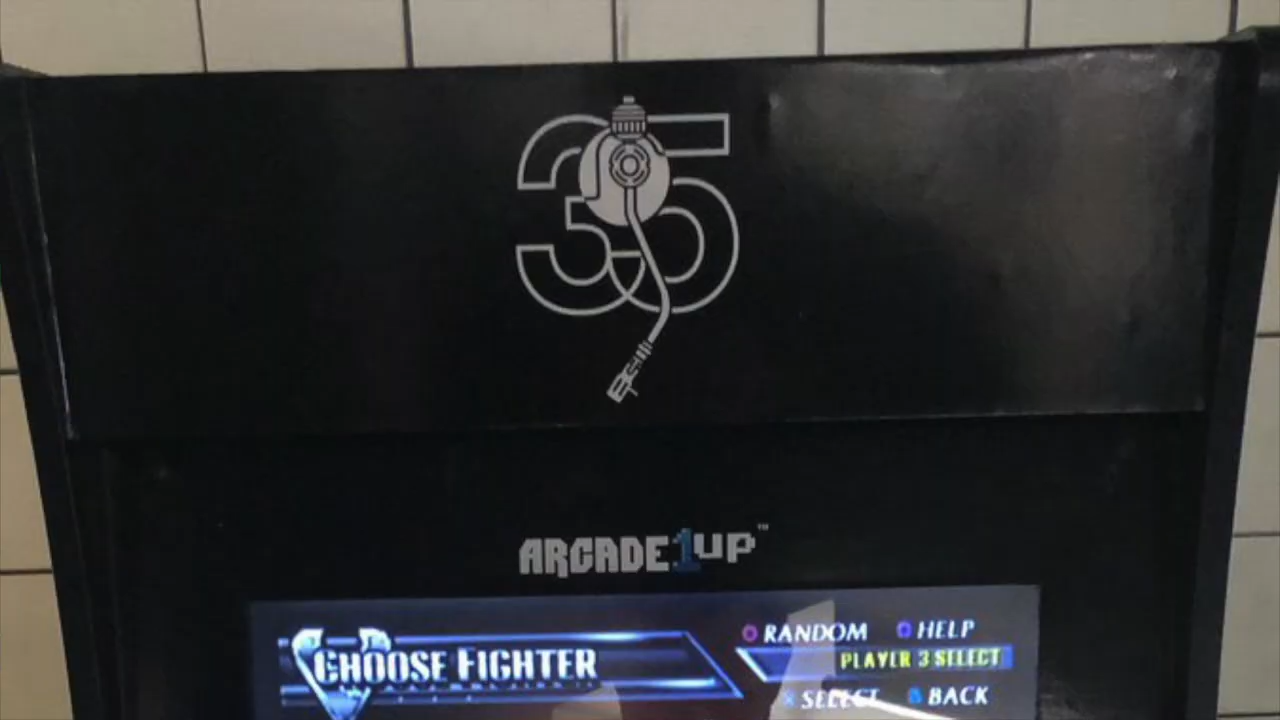 35
ARCADE1UP™
CHOOSE FIGHTER
RANDOM HELP
PLAYER 3 SELECT
SELECT BACK